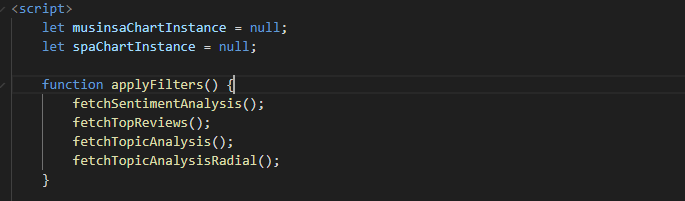 <script>
let musinsaChartInstance = null;
let spaChartInstance = null;
function applyFilters() {
fetchSentimentAnalysis();
fetchTopReviews();
fetchTopicAnalysis();
fetchTopicAnalysisRadial();
}